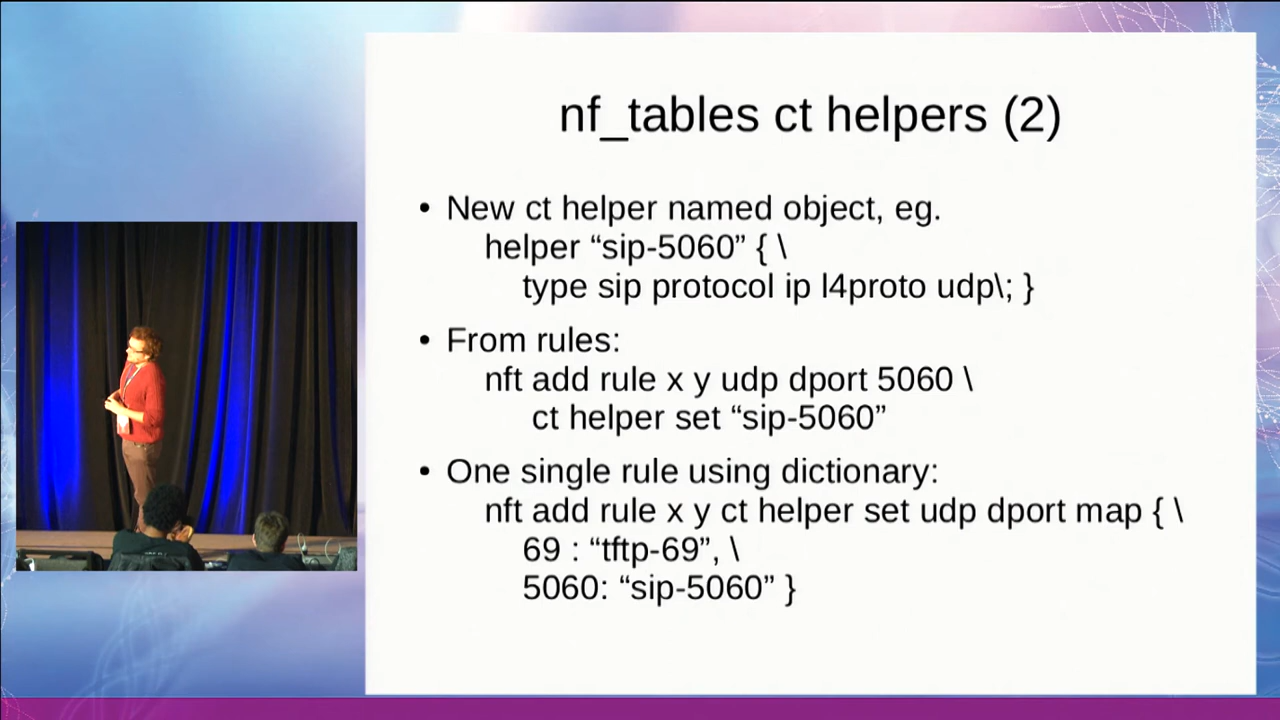 nf_tables ct helpers (2)
• New ct helper named object, eg.
helper “sip-5060” { \
type sip protocol ip l4proto udp\; }
• From rules:
nft add rule x y udp dport 5060 \
ct helper set “sip-5060”
• One single rule using dictionary:
nft add rule x y ct helper set udp dport map { \
69 : “tftp-69”, \
5060: “sip-5060” }